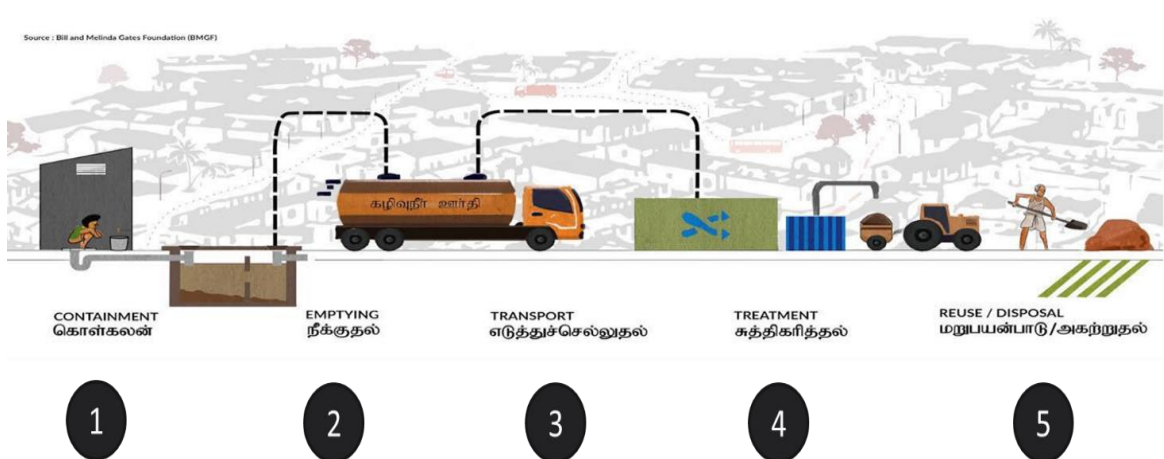 Source : Bill and Melinda Gates Foundation (BMGF)
கழிவுநீர் ஊர்தி
CONTAINMENT
கொள்கலன்
EMPTYING
நீக்குதல்
TRANSPORT
எடுத்துச்செல்லுதல்
TREATMENT
சுத்திகரித்தல்
REUSE / DISPOSAL
மறுபயன்பாடு/அகற்றுதல்
1
2
3
4
5